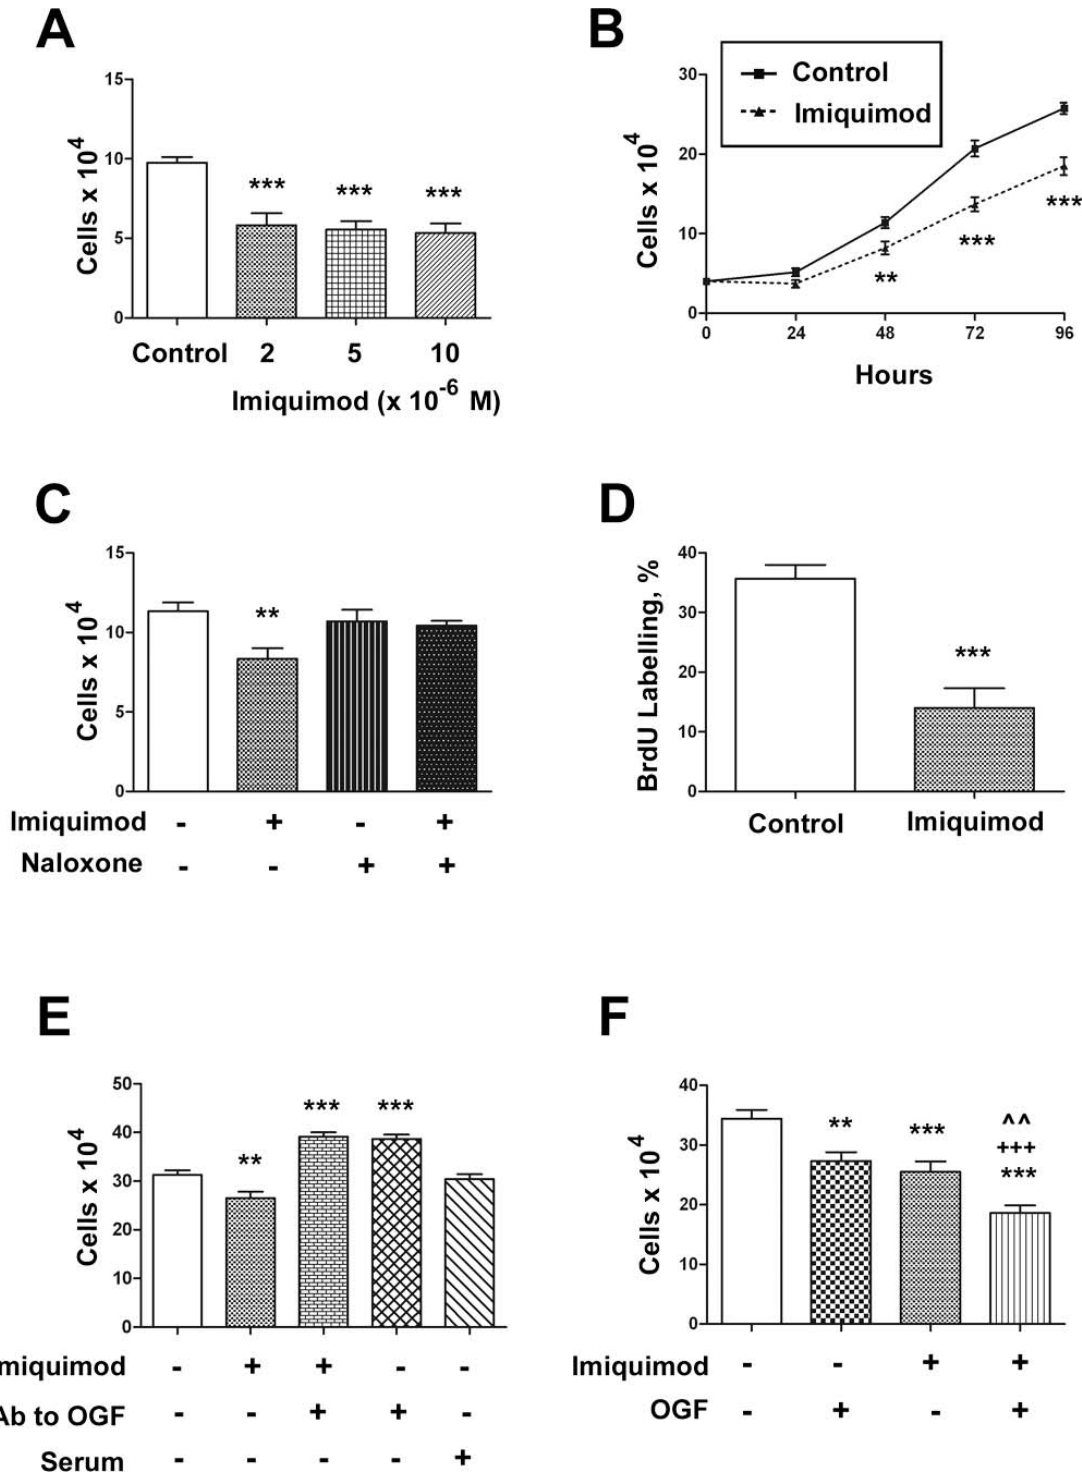 A
15
10
5
0
Cells x 10^4
***
***
***
Control 2 5 10
Imiquimod (x 10^-6 M)
B
Control
Imiquimod
30
20
10
0
Cells x 10^4
**
***
***
0 24 48 72 96
Hours
C
15
10
5
0
Cells x 10^4
**
Imiquimod - + - +
Naloxone - - + +
D
40
30
20
10
0
BrdU Labelling, %
***
Control Imiquimod
E
50
40
30
20
10
0
Cells x 10^4
**
***
***
miquimod - + + - -
Ab to OGF - - + + -
Serum - - - - +
F
40
30
20
10
0
Cells x 10^4
**
***
^^
+++
***
Imiquimod - - + +
OGF - + - +